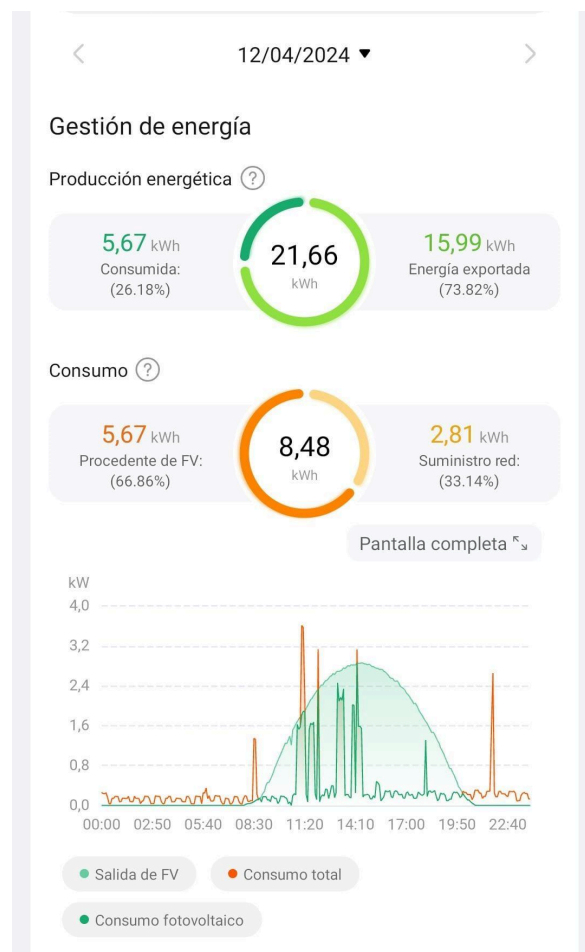 12/04/2024
Gestión de energía
Producción energética ?
5,67 kWh
Consumida:
(26.18%)
21,66
kWh
15,99 kWh
Energía exportada
(73.82%)
Consumo ?
5,67 kWh
Procedente de FV:
(66.86%)
8,48
kWh
2,81 kWh
Suministro red:
(33.14%)
Pantalla completa
kW
4,0
3,2
2,4
1,6
0,8
0,0
00:00 02:50 05:40 08:30 11:20 14:10 17:00 19:50 22:40
Salida de FV
Consumo total
Consumo fotovoltaico